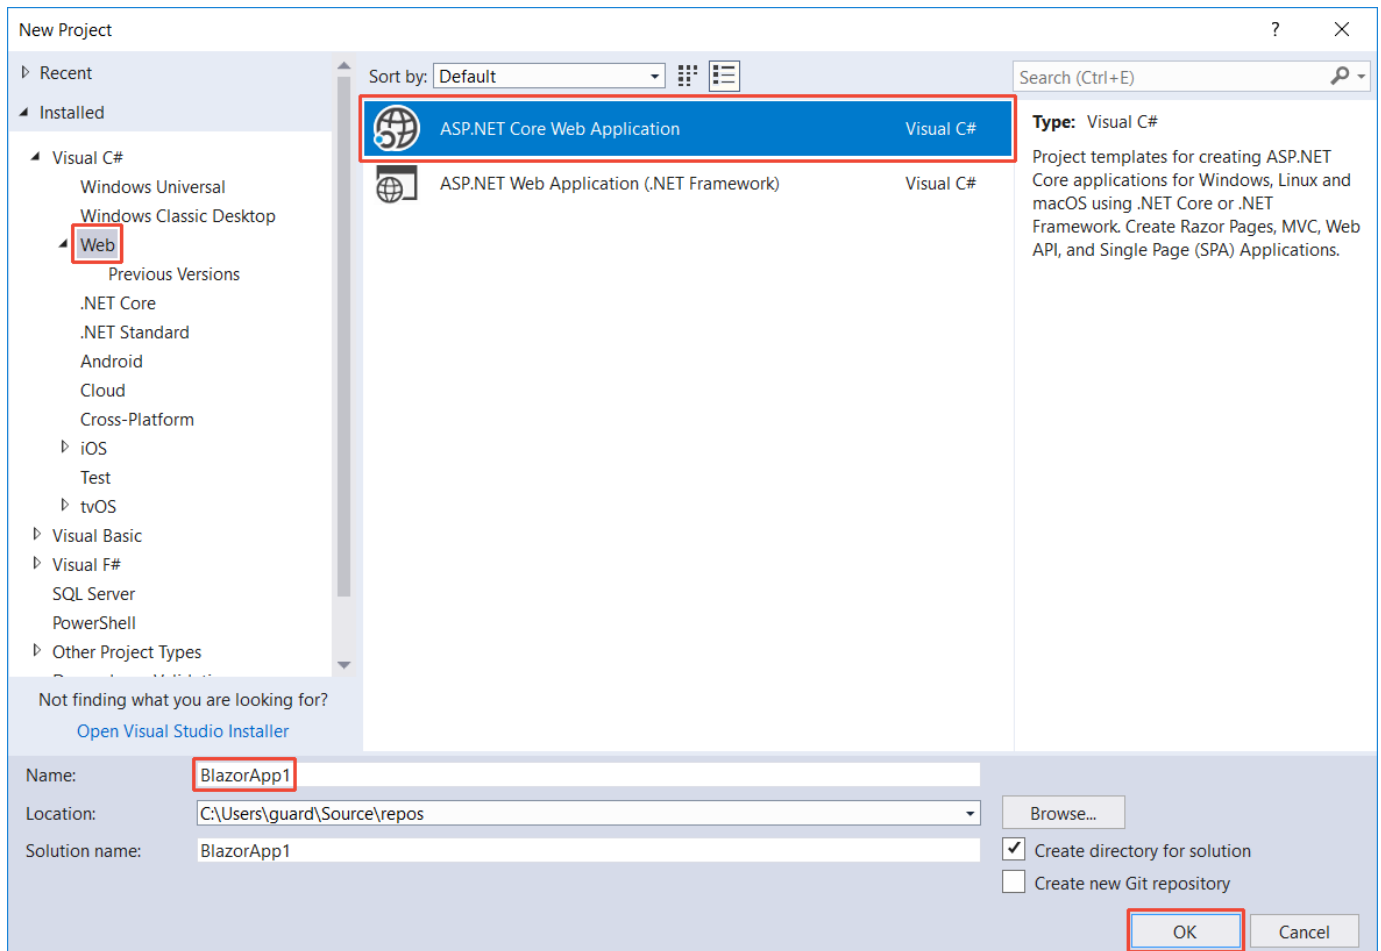 New Project
?
Recent
Installed
Visual C#
Windows Universal
Windows Classic Desktop
Web
Previous Versions
.NET Core
.NET Standard
Android
Cloud
Cross-Platform
iOS
Test
tvOS
Visual Basic
Visual F#
SQL Server
PowerShell
Other Project Types
Not finding what you are looking for?
Open Visual Studio Installer
Sort by: Default
ASP.NET Core Web Application Visual C#
ASP.NET Web Application (.NET Framework) Visual C#
Search (Ctrl+E)
Type: Visual C#
Project templates for creating ASP.NET
Core applications for Windows, Linux and
macOS using .NET Core or .NET
Framework. Create Razor Pages, MVC, Web
API, and Single Page (SPA) Applications.
Name: BlazorApp1
Location: C:\Users\guard\Source\repos
Browse...
Solution name: BlazorApp1
Create directory for solution
Create new Git repository
OK
Cancel